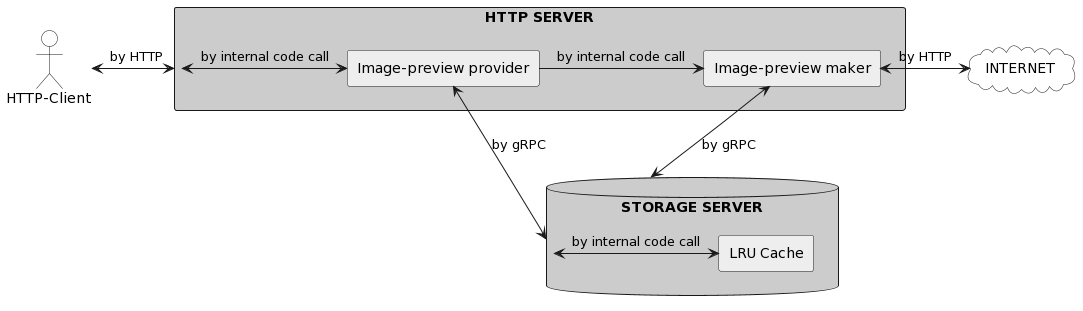 HTTP SERVER
by HTTP
by internal code call
Image-preview provider
by internal code call
Image-preview maker
by HTTP
INTERNET
HTTP-Client
by gRPC
by gRPC
STORAGE SERVER
by internal code call
LRU Cache